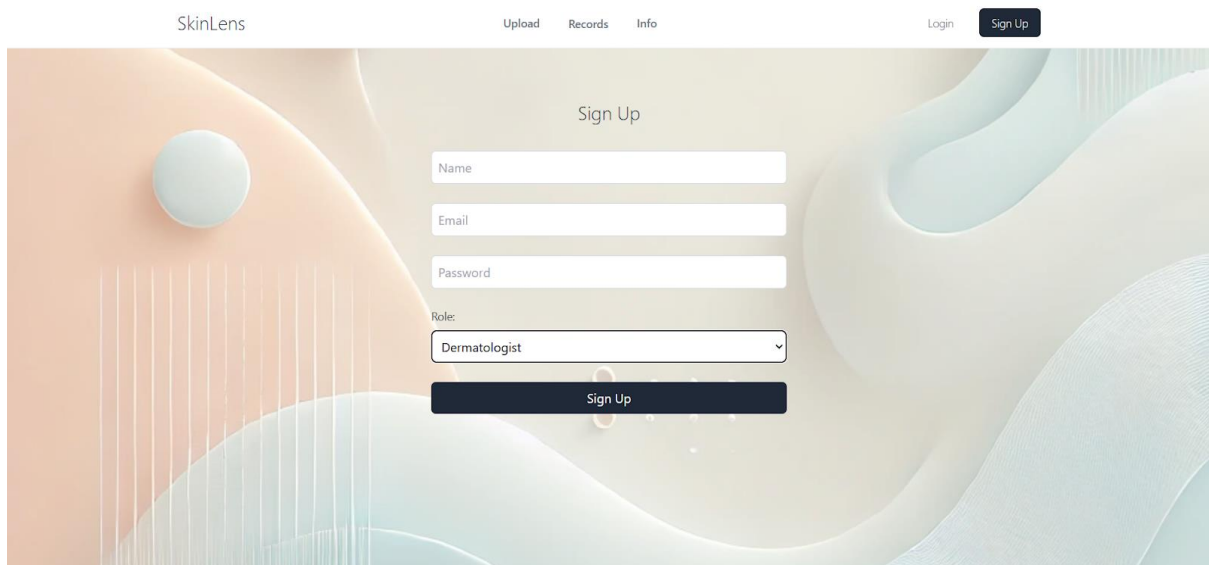 SkinLens Upload Records Info Login Sign Up
Sign Up
Name
Email
Password
Role:
Dermatologist
Sign Up